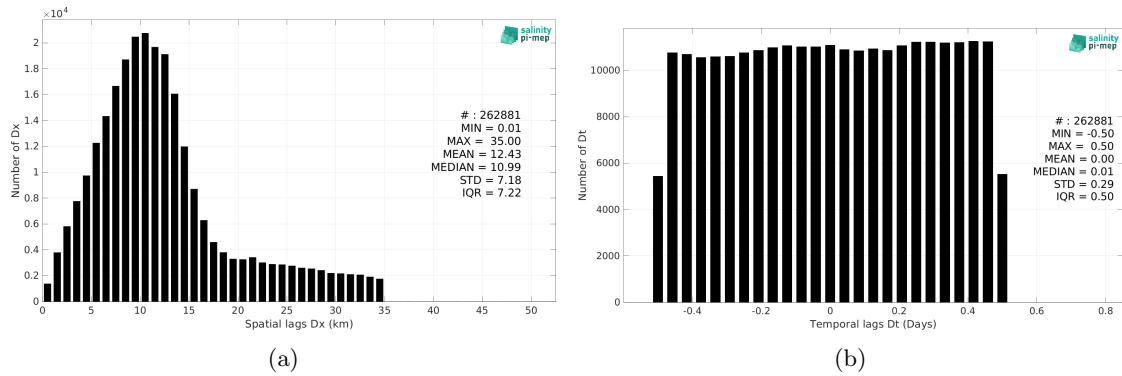 ×10⁴
2
1.8
1.6
1.4
1.2
1
0.8
0.6
0.4
0.2
0
Number of Dx
salinity
pi-mep
# : 262881
MIN = 0.01
MAX = 35.00
MEAN = 12.43
MEDIAN = 10.99
STD = 7.18
IQR = 7.22
0 5 10 15 20 25 30 35 40 45 50
Spatial lags Dx (km)
(a)
10000
8000
6000
4000
2000
0
Number of Dt
salinity
pi-mep
# : 262881
MIN = -0.50
MAX = 0.50
MEAN = 0.00
MEDIAN = 0.01
STD = 0.29
IQR = 0.50
-0.4 -0.2 0 0.2 0.4 0.6 0.8
Temporal lags Dt (Days)
(b)